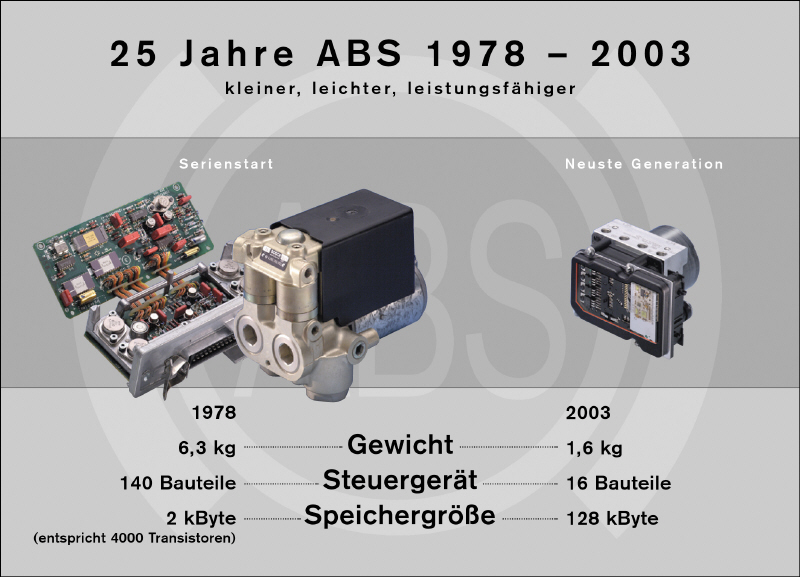 25 Jahre ABS 1978 – 2003
kleiner, leichter, leistungsfähiger
Serienstart
Neuste Generation
ABS
1978
2003
6,3 kg
Gewicht
1,6 kg
140 Bauteile
Steuergerät
16 Bauteile
2 kByte
Speichergröße
128 kByte
(entspricht 4000 Transistoren)